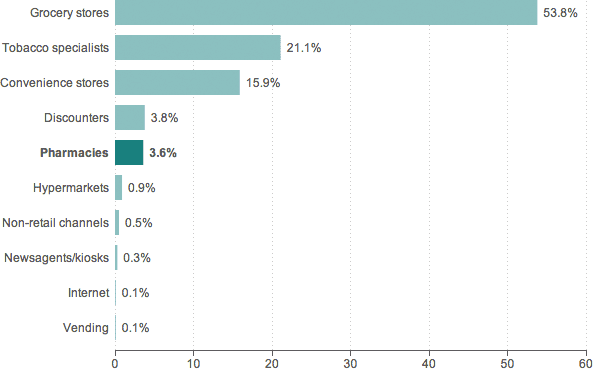 Grocery stores 53.8%
Tobacco specialists 21.1%
Convenience stores 15.9%
Discounters 3.8%
Pharmacies 3.6%
Hypermarkets 0.9%
Non-retail channels 0.5%
Newsagents/kiosks 0.3%
Internet 0.1%
Vending 0.1%
0 10 20 30 40 50 60